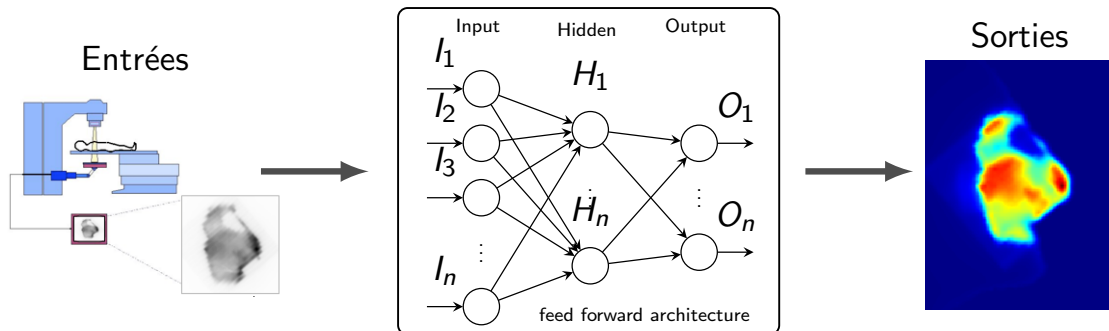 Entrées
Input
Hidden
Output
I1
I2
I3
In
H1
Hn
O1
On
feed forward architecture
Sorties